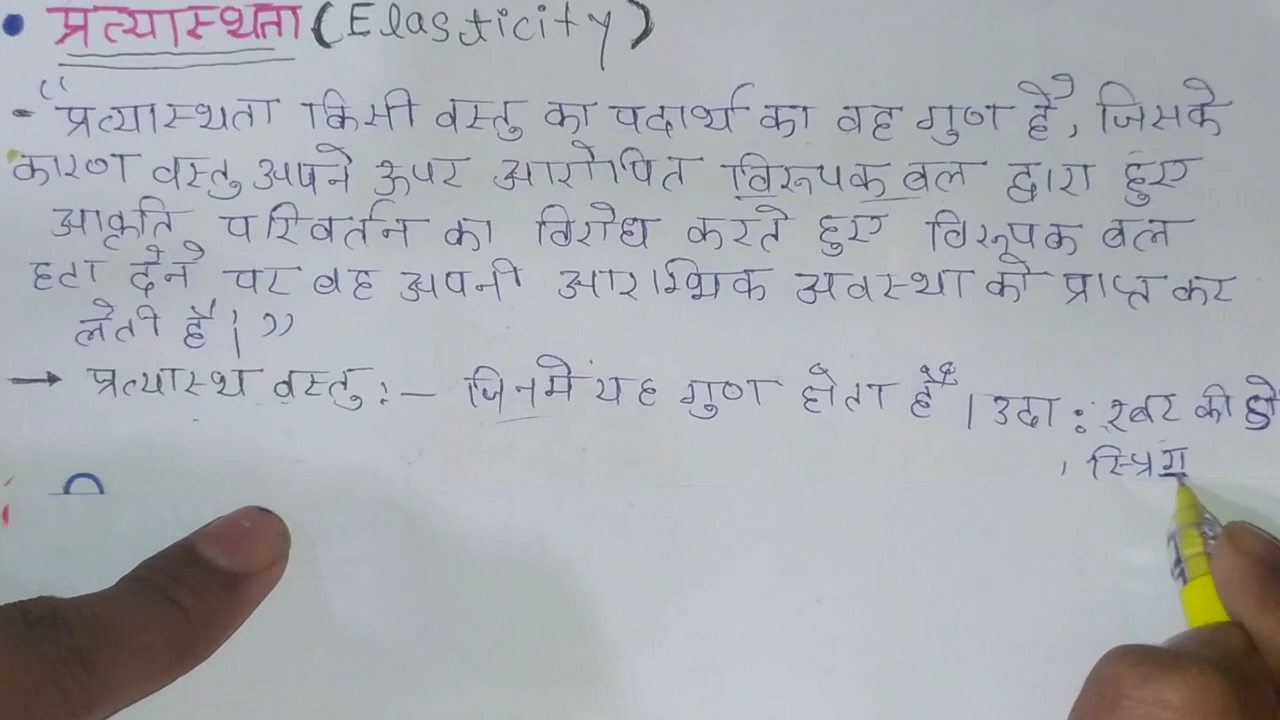 • प्रत्यास्थता (Elasticity)
- "प्रत्यास्थता किसी वस्तु का पदार्थ का वह गुण है, जिसके
कारण वस्तु अपने ऊपर आरोपित विरूपक बल द्वारा हुए
आकृति परिवर्तन का विरोध करते हुए विरूपक बल
हटा देने पर वह अपनी आरम्भिक अवस्था को प्राप्त कर
लेती है।"
→ प्रत्यास्थ वस्तु :- जिनमें यह गुण होता है । उदा : रबर की डो
, स्प्रिग